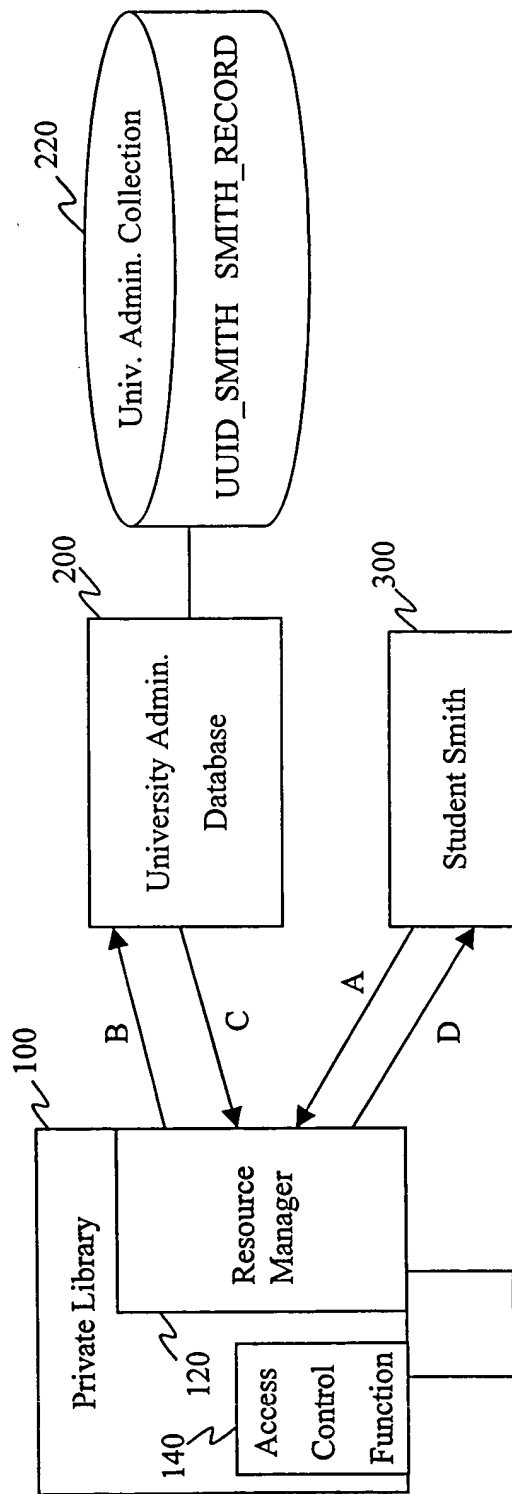 100
Private Library
120
Resource
Manager
140
Access
Control
Function
B
C
A
D
200
University Admin.
Database
300
Student Smith
220
Univ. Admin. Collection
UUID_SMITH SMITH_RECORD